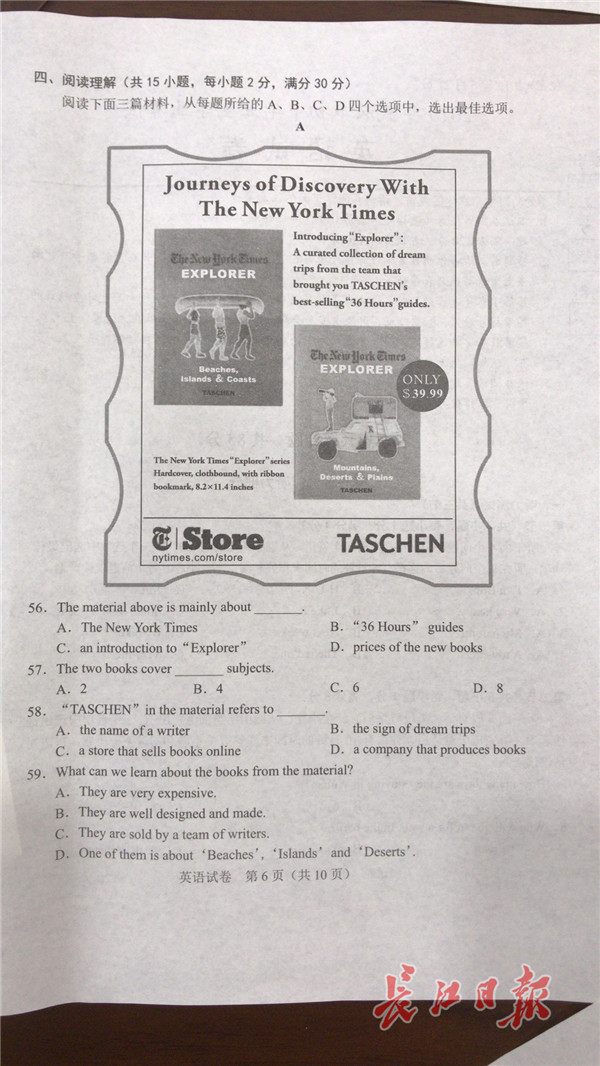 四、阅读理解（共 15 小题，每小题 2 分，满分 30 分）
阅读下面三篇材料，从每题所给的 A、B、C、D 四个选项中，选出最佳选项。
A
Journeys of Discovery With
The New York Times
Introducing "Explorer":
A curated collection of dream
trips from the team that
brought you TASCHEN's
best-selling "36 Hours" guides.
The New York Times
EXPLORER
Beaches,
Islands & Coasts
TASCHEN
The New York Times
EXPLORER
ONLY
$39.99
Mountains,
Deserts & Plains
TASCHEN
The New York Times "Explorer" series
Hardcover, clothbound, with ribbon
bookmark, 8.2×11.4 inches
T Store
nytimes.com/store
TASCHEN
56. The material above is mainly about _______.
A. The New York Times B. "36 Hours" guides
C. an introduction to "Explorer" D. prices of the new books
57. The two books cover _______ subjects.
A. 2 B. 4 C. 6 D. 8
58. "TASCHEN" in the material refers to _______.
A. the name of a writer B. the sign of dream trips
C. a store that sells books online D. a company that produces books
59. What can we learn about the books from the material?
A. They are very expensive.
B. They are well designed and made.
C. They are sold by a team of writers.
D. One of them is about 'Beaches', 'Islands' and 'Deserts'.
英语试卷 第 6 页（共 10 页）
长江日报